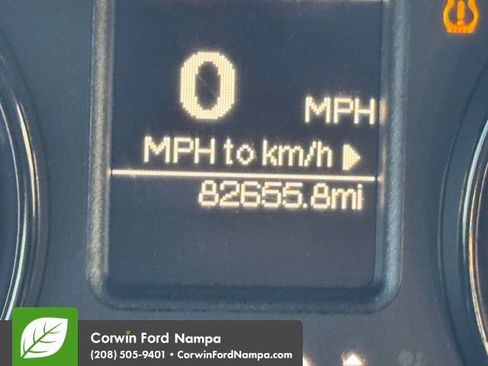 0 MPH
MPH to km/h
82655.8mi
Corwin Ford Nampa
(208) 505-9401 • CorwinFordNampa.com